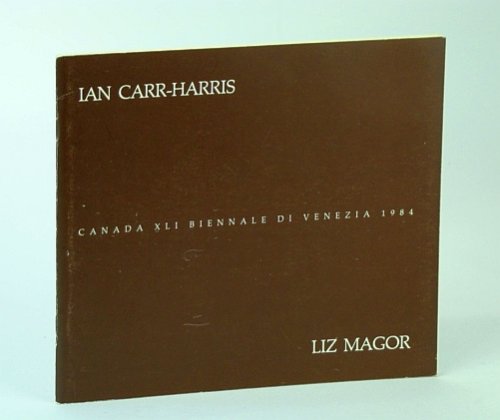 IAN CARR-HARRIS
CANADA XLI BIENNALE DI VENEZIA 1984
LIZ MAGOR